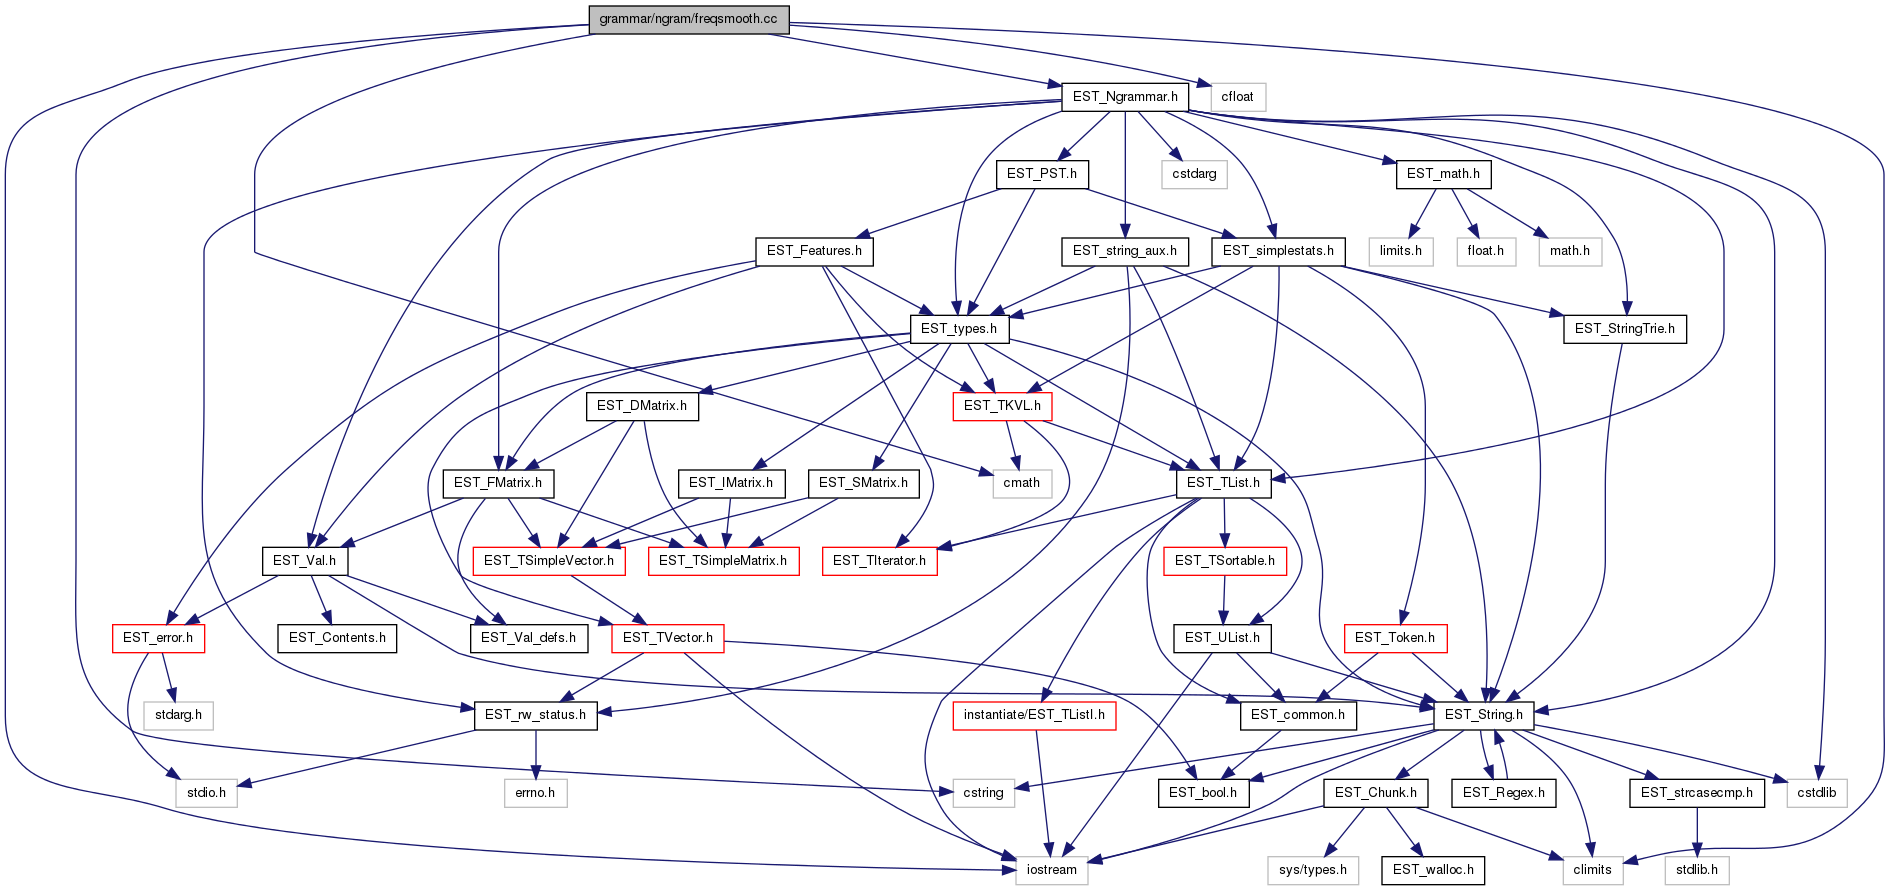 grammar/ngram/freqsmooth.cc
EST_Ngrammar.h
cfloat
EST_PST.h
cstdarg
EST_math.h
EST_Features.h
EST_string_aux.h
EST_simplestats.h
limits.h
float.h
math.h
EST_types.h
EST_StringTrie.h
EST_DMatrix.h
EST_TKVL.h
EST_FMatrix.h
EST_IMatrix.h
EST_SMatrix.h
cmath
EST_TList.h
EST_Val.h
EST_TSimpleVector.h
EST_TSimpleMatrix.h
EST_TIterator.h
EST_TSortable.h
EST_error.h
EST_Contents.h
EST_Val_defs.h
EST_TVector.h
EST_UList.h
EST_Token.h
stdarg.h
EST_rw_status.h
instantiate/EST_TListI.h
EST_common.h
EST_String.h
stdio.h
errno.h
cstring
EST_bool.h
EST_Chunk.h
EST_Regex.h
EST_strcasecmp.h
cstdlib
iostream
sys/types.h
EST_walloc.h
climits
stdlib.h